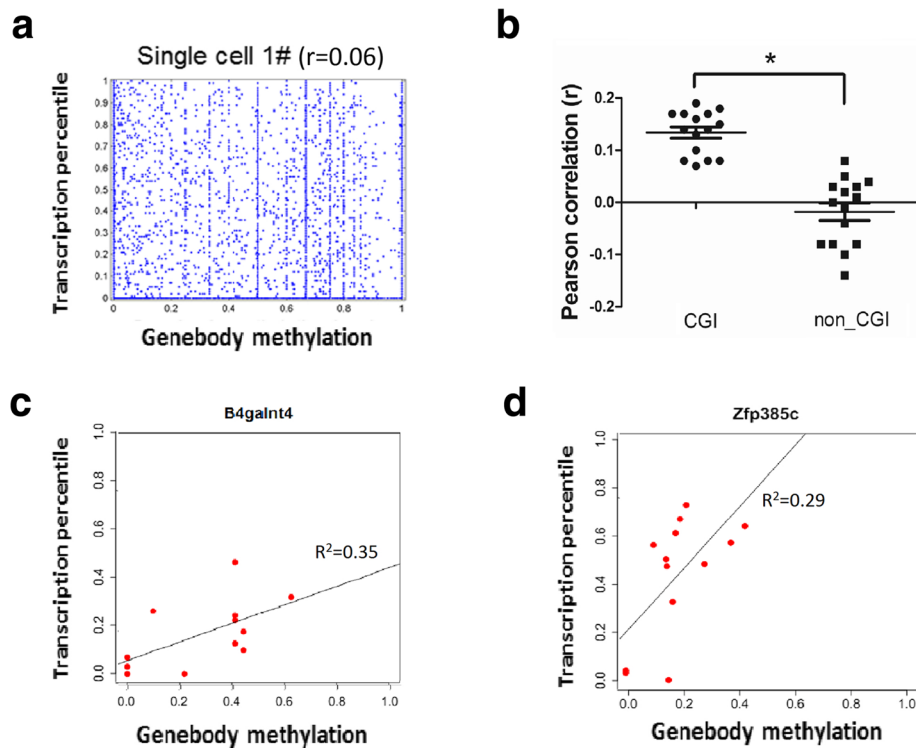 a
Single cell 1# (r=0.06)
Transcription percentile
1
0.9
0.8
0.7
0.6
0.5
0.4
0.3
0.2
0.1
0
0 0.2 0.4 0.6 0.8 1
Genebody methylation
b
*
Pearson correlation (r)
0.2
0.1
0.0
-0.1
-0.2
CGI non_CGI
c
B4galnt4
Transcription percentile
1.0
0.8
0.6
0.4
0.2
0.0
R²=0.35
0.0 0.2 0.4 0.6 0.8 1.0
Genebody methylation
d
Zfp385c
Transcription percentile
1.0
0.8
0.6
0.4
0.2
0.0
R²=0.29
0.0 0.2 0.4 0.6 0.8 1.0
Genebody methylation